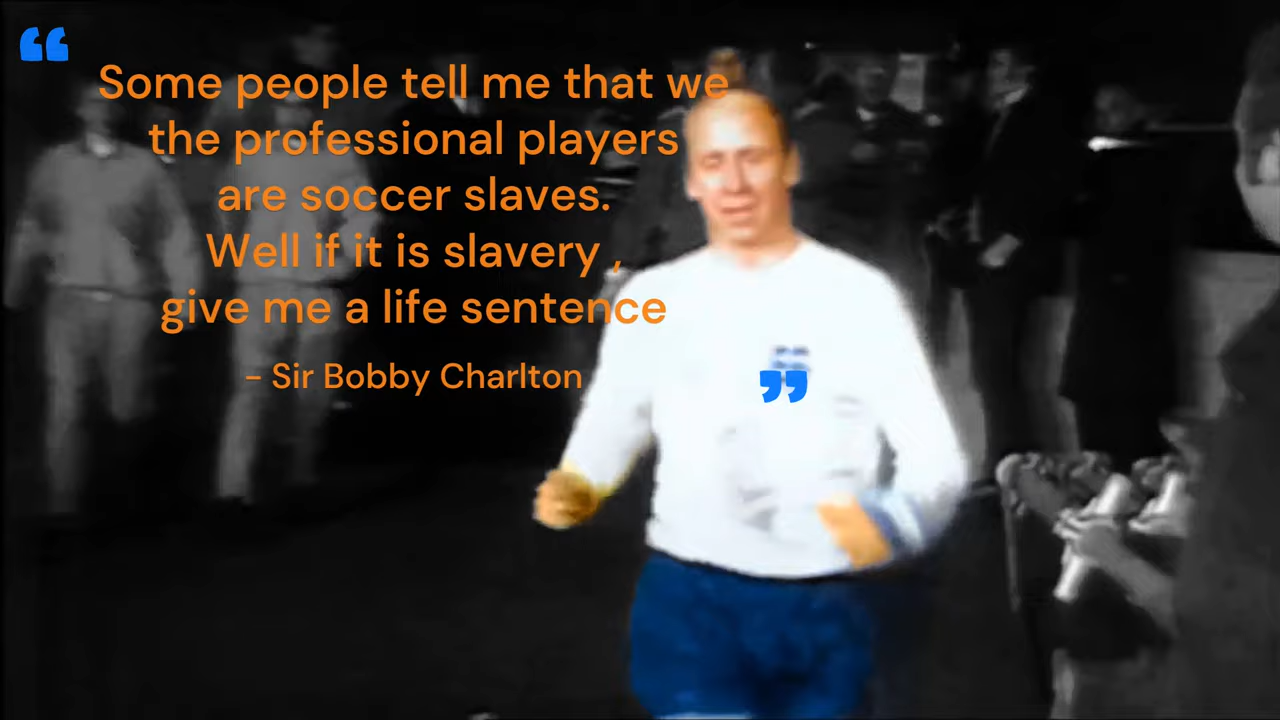 “
Some people tell me that we
the professional players
are soccer slaves.
Well if it is slavery ,
give me a life sentence
- Sir Bobby Charlton
”